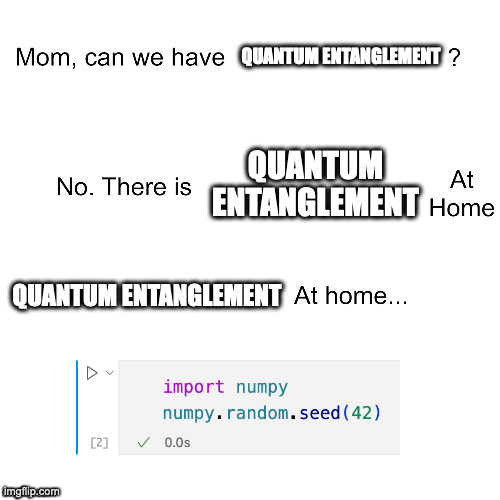 Mom, can we have QUANTUM ENTANGLEMENT ?
No. There is QUANTUM ENTANGLEMENT At Home
QUANTUM ENTANGLEMENT At home...
import numpy
numpy.random.seed(42)
[2] ✓ 0.0s
imgflip.com